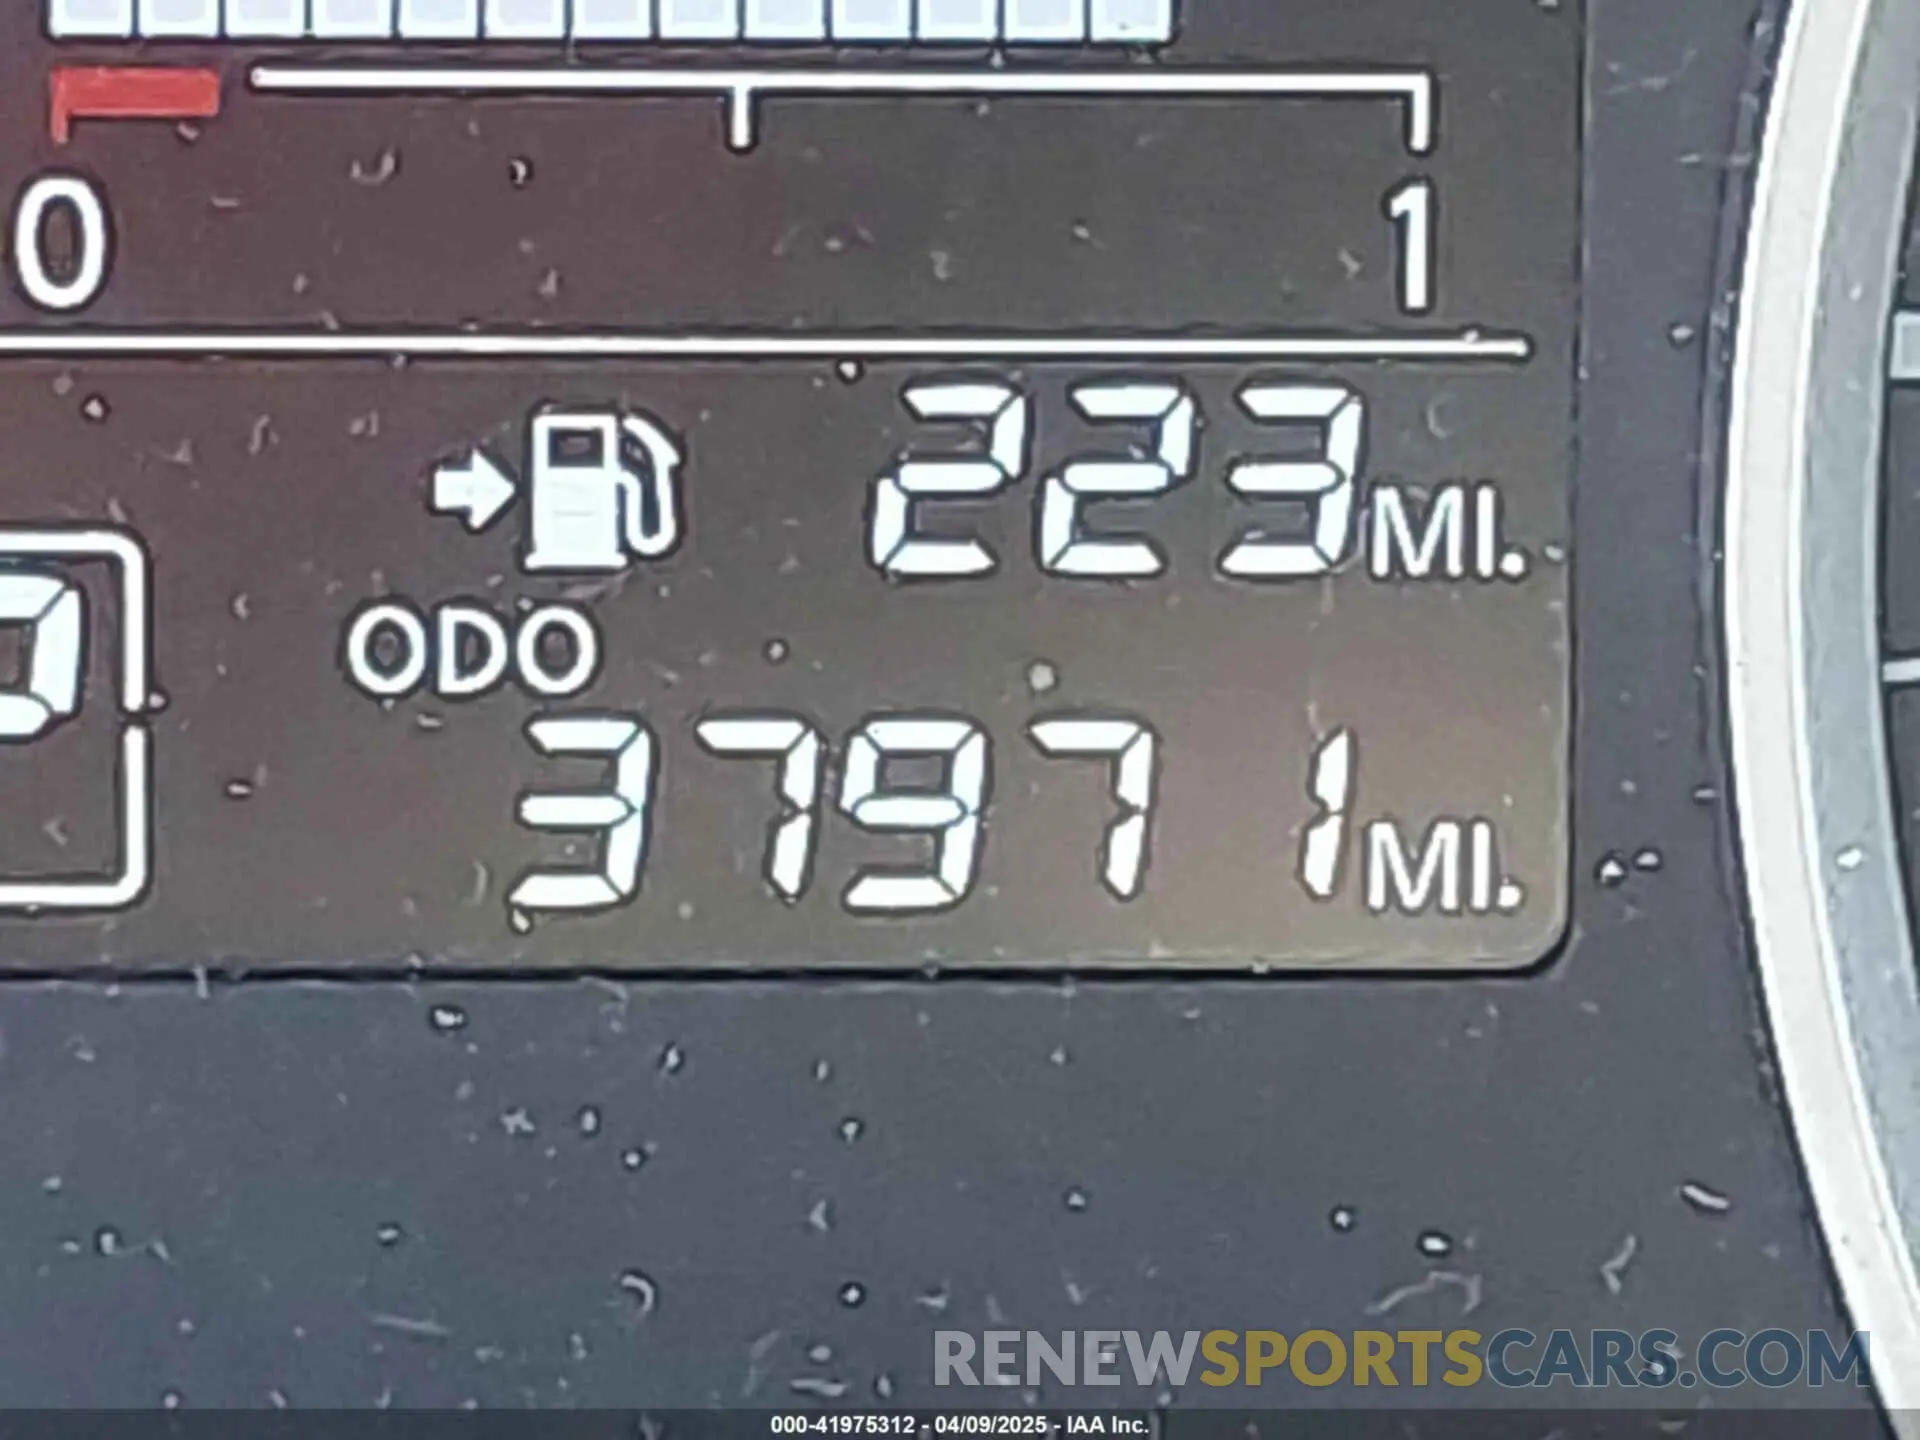 0 1
223 MI.
ODO
37971 MI.
RENEWSPORTSCARS.COM
000-41975312 - 04/09/2025 - IAA Inc.